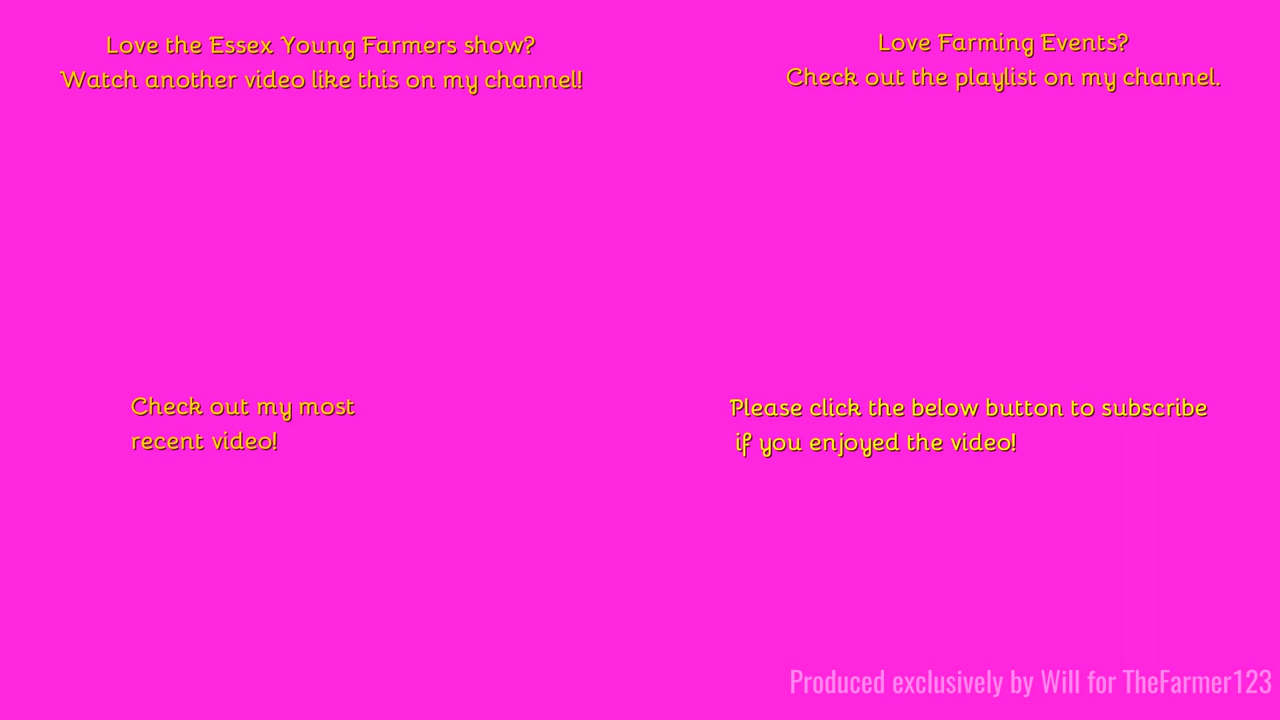 Love the Essex Young Farmers show?
Watch another video like this on my channel!
Love Farming Events?
Check out the playlist on my channel.
Check out my most
recent video!
Please click the below button to subscribe
if you enjoyed the video!
Produced exclusively by Will for TheFarmer123